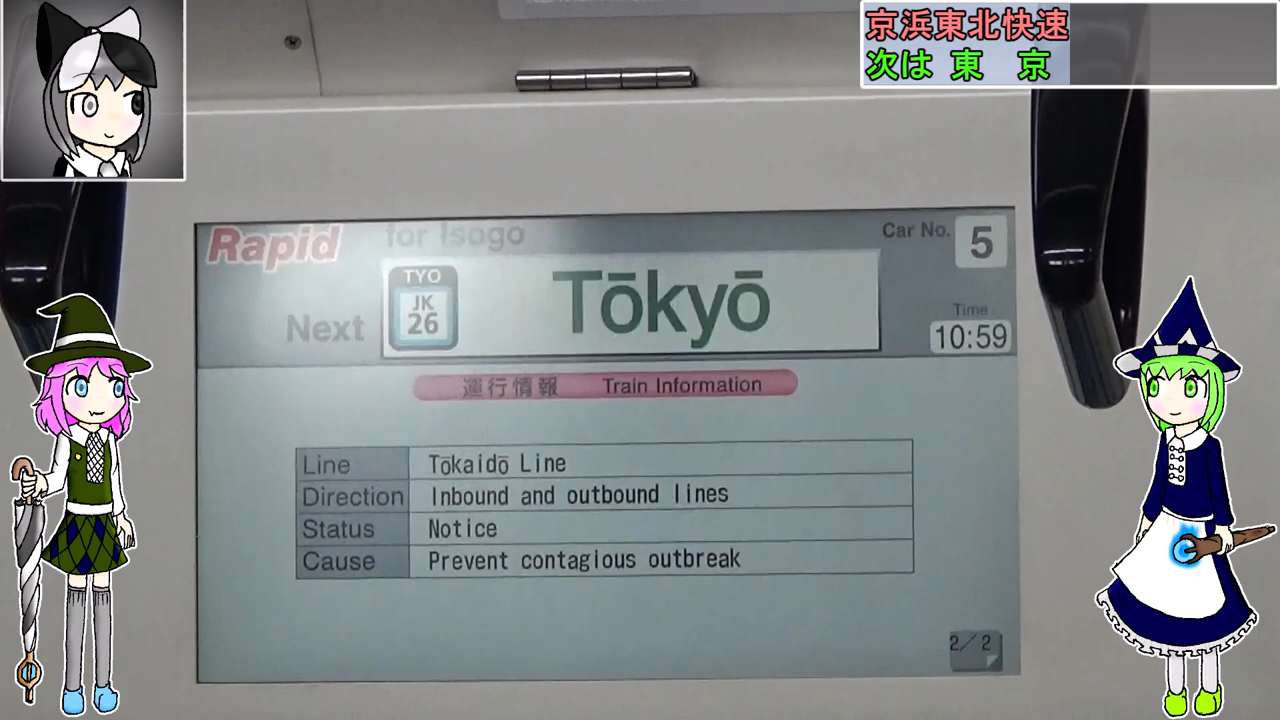 京浜東北快速
次は 東 京
Rapid for Isogo
Car No. 5
Next
TYO
JK
26
Tōkyō
Time
10:59
運行情報 Train Information
Line Tōkaidō Line
Direction Inbound and outbound lines
Status Notice
Cause Prevent contagious outbreak
2/2